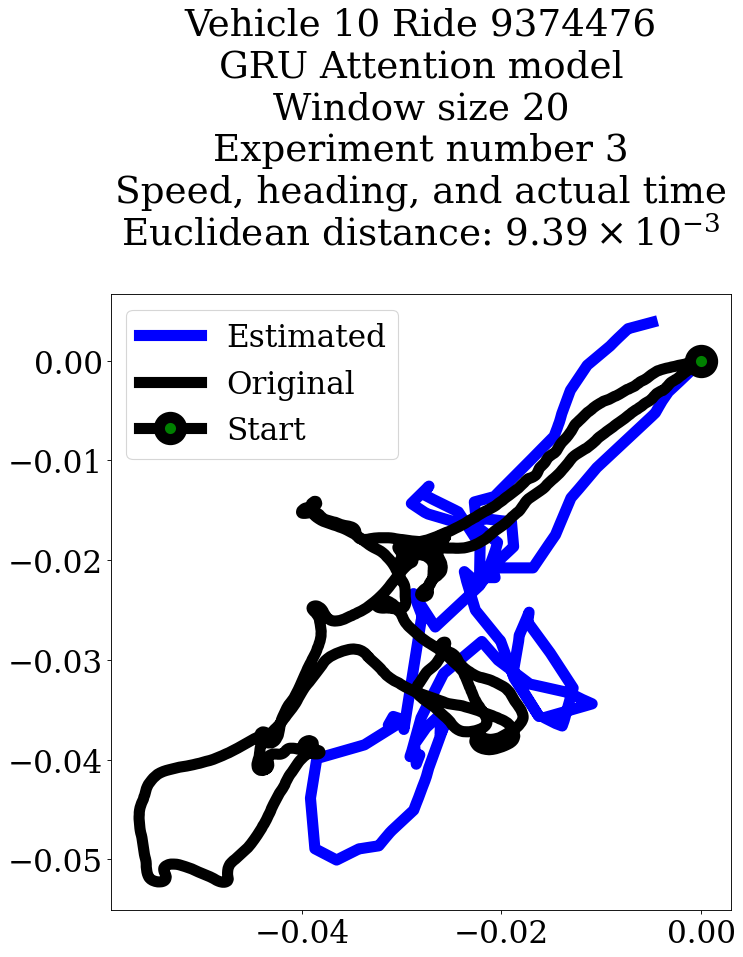 Vehicle 10 Ride 9374476
GRU Attention model
Window size 20
Experiment number 3
Speed, heading, and actual time
Euclidean distance: 9.39 × 10⁻³
Estimated
Original
Start
0.00
−0.01
−0.02
−0.03
−0.04
−0.05
−0.04
−0.02
0.00